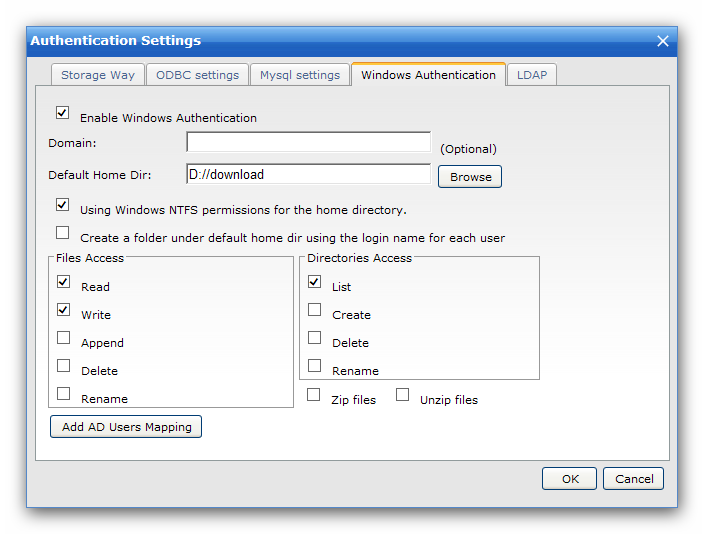 Authentication Settings
Storage Way ODBC settings Mysql settings Windows Authentication LDAP
Enable Windows Authentication
Domain: (Optional)
Default Home Dir: D://download Browse
Using Windows NTFS permissions for the home directory.
Create a folder under default home dir using the login name for each user
Files Access Directories Access
Read List
Write Create
Append Delete
Delete Rename
Rename Zip files Unzip files
Add AD Users Mapping
OK Cancel